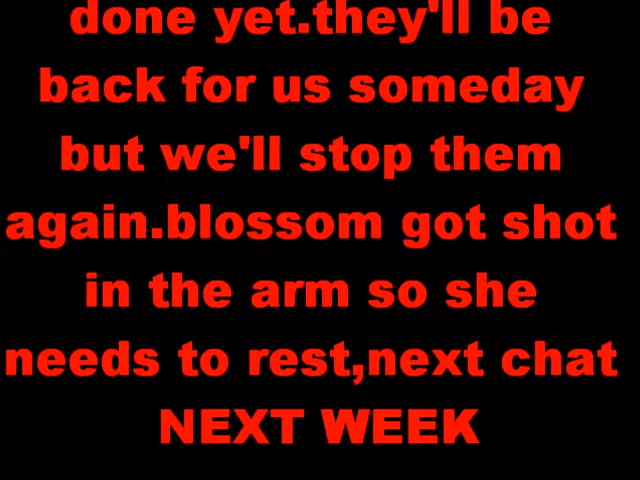 done yet.they'll be
back for us someday
but we'll stop them
again.blossom got shot
in the arm so she
needs to rest,next chat
NEXT WEEK